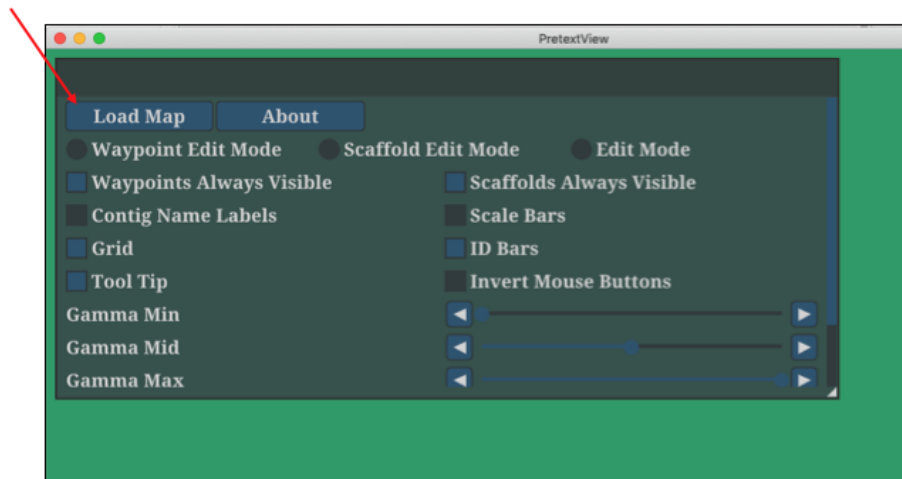 PretextView
Load Map About
Waypoint Edit Mode Scaffold Edit Mode Edit Mode
Waypoints Always Visible Scaffolds Always Visible
Contig Name Labels Scale Bars
Grid ID Bars
Tool Tip Invert Mouse Buttons
Gamma Min
Gamma Mid
Gamma Max